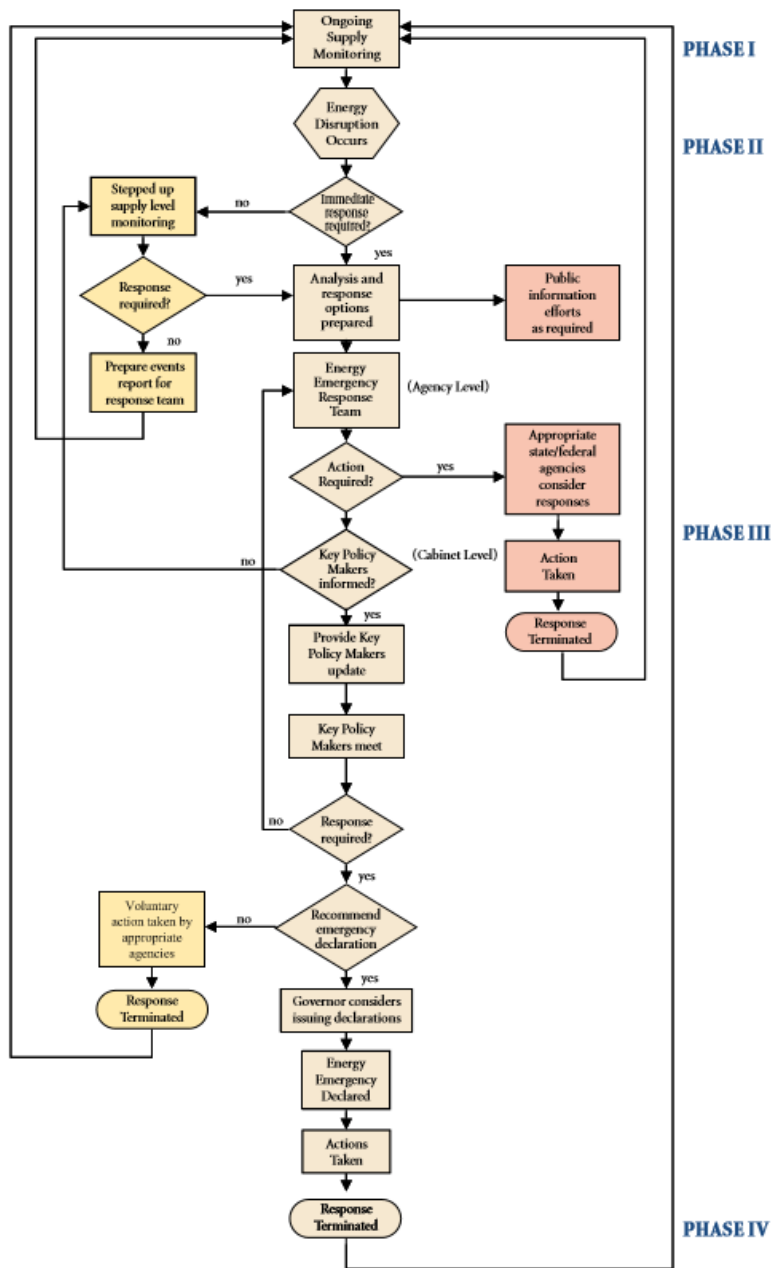 Ongoing
Supply
Monitoring
PHASE I
Energy
Disruption
Occurs
PHASE II
Stepped up
supply level
monitoring
no
Immediate
response
required?
yes
Response
required?
yes
Analysis and
response
options
prepared
Public
information
efforts
as required
no
Prepare events
report for
response team
Energy
Emergency
Response
Team
(Agency Level)
Action
Required?
yes
Appropriate
state/federal
agencies
consider
responses
PHASE III
no
Key Policy
Makers
informed?
(Cabinet Level)
Action
Taken
yes
Response
Terminated
Provide Key
Policy Makers
update
Key Policy
Makers meet
no
Response
required?
yes
Voluntary
action taken by
appropriate
agencies
no
Recommend
emergency
declaration
yes
Response
Terminated
Governor considers
issuing declarations
Energy
Emergency
Declared
Actions
Taken
Response
Terminated
PHASE IV